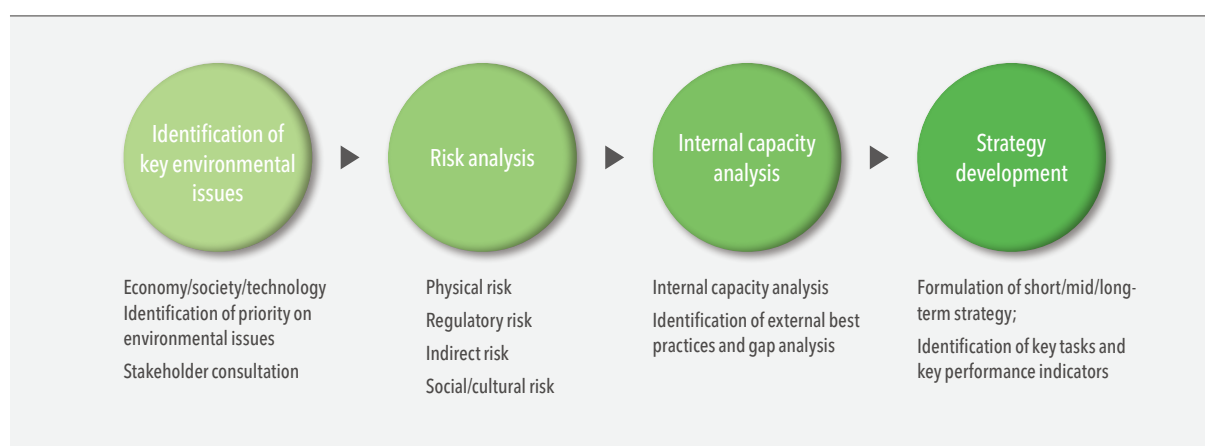 Identification of
key environmental
issues
Economy/society/technology
Identification of priority on
environmental issues
Stakeholder consultation
Risk analysis
Physical risk
Regulatory risk
Indirect risk
Social/cultural risk
Internal capacity
analysis
Internal capacity analysis
Identification of external best
practices and gap analysis
Strategy
development
Formulation of short/mid/long-
term strategy;
Identification of key tasks and
key performance indicators